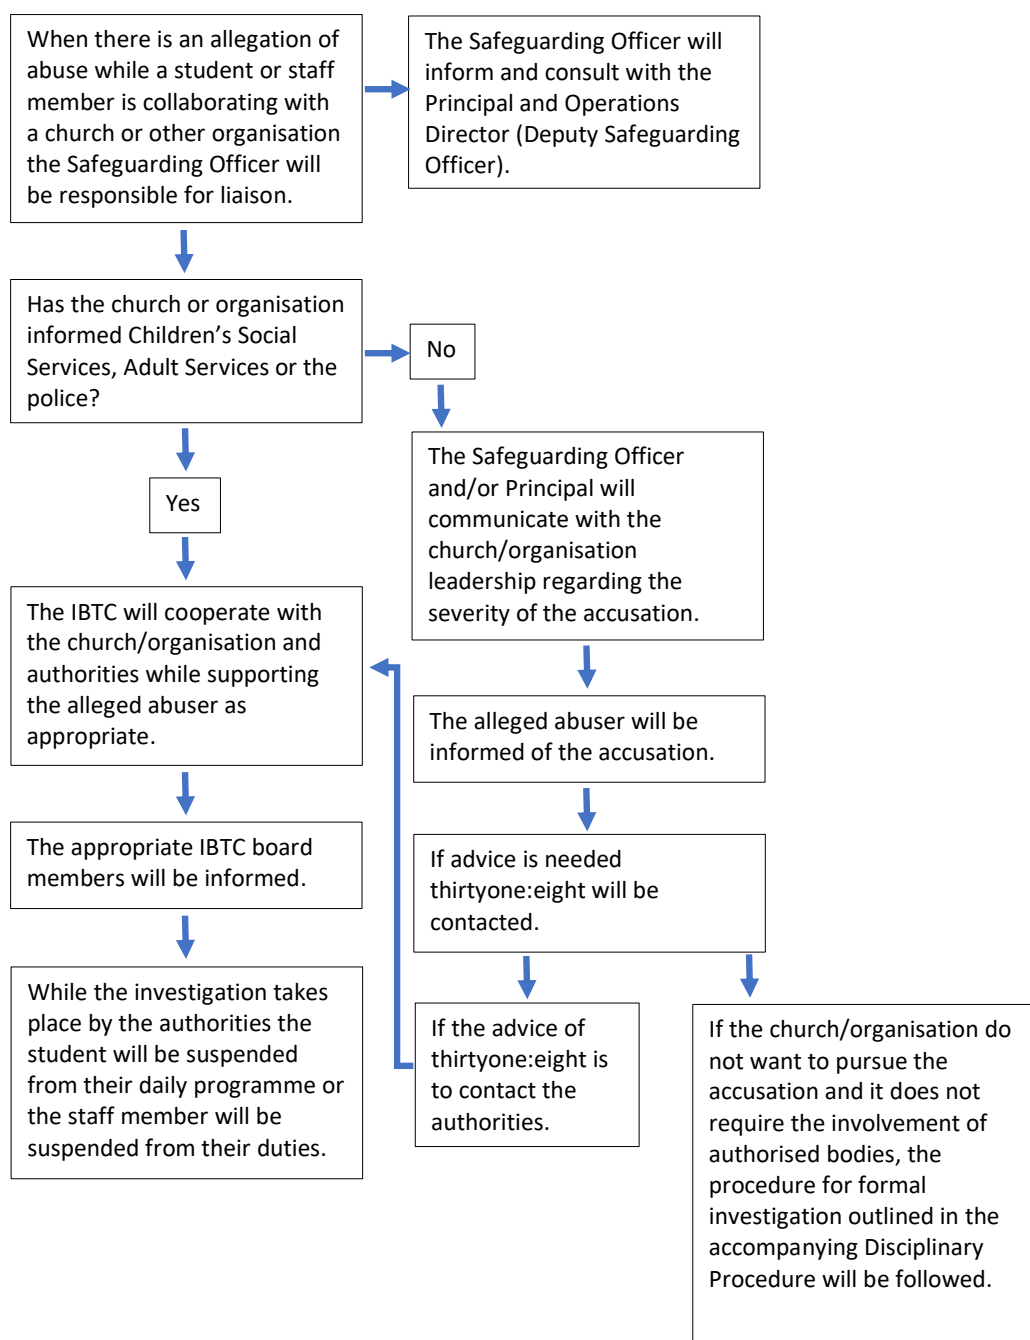 When there is an allegation of
abuse while a student or staff
member is collaborating with
a church or other organisation
the Safeguarding Officer will
be responsible for liaison.
The Safeguarding Officer will
inform and consult with the
Principal and Operations
Director (Deputy Safeguarding
Officer).
Has the church or organisation
informed Children’s Social
Services, Adult Services or the
police?
No
Yes
The Safeguarding Officer
and/or Principal will
communicate with the
church/organisation
leadership regarding the
severity of the accusation.
The IBTC will cooperate with
the church/organisation and
authorities while supporting
the alleged abuser as
appropriate.
The alleged abuser will be
informed of the accusation.
The appropriate IBTC board
members will be informed.
If advice is needed
thirtyone:eight will be
contacted.
While the investigation takes
place by the authorities the
student will be suspended
from their daily programme or
the staff member will be
suspended from their duties.
If the advice of
thirtyone:eight is
to contact the
authorities.
If the church/organisation do
not want to pursue the
accusation and it does not
require the involvement of
authorised bodies, the
procedure for formal
investigation outlined in the
accompanying Disciplinary
Procedure will be followed.